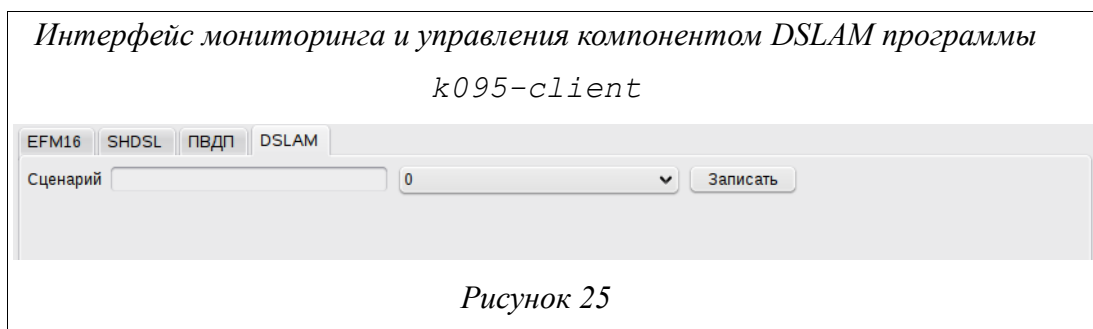 Интерфейс мониторинга и управления компонентом DSLAM программы
k095-client
EFM16 SHDSL ПВДП DSLAM
Сценарий 0 Записать
Рисунок 25